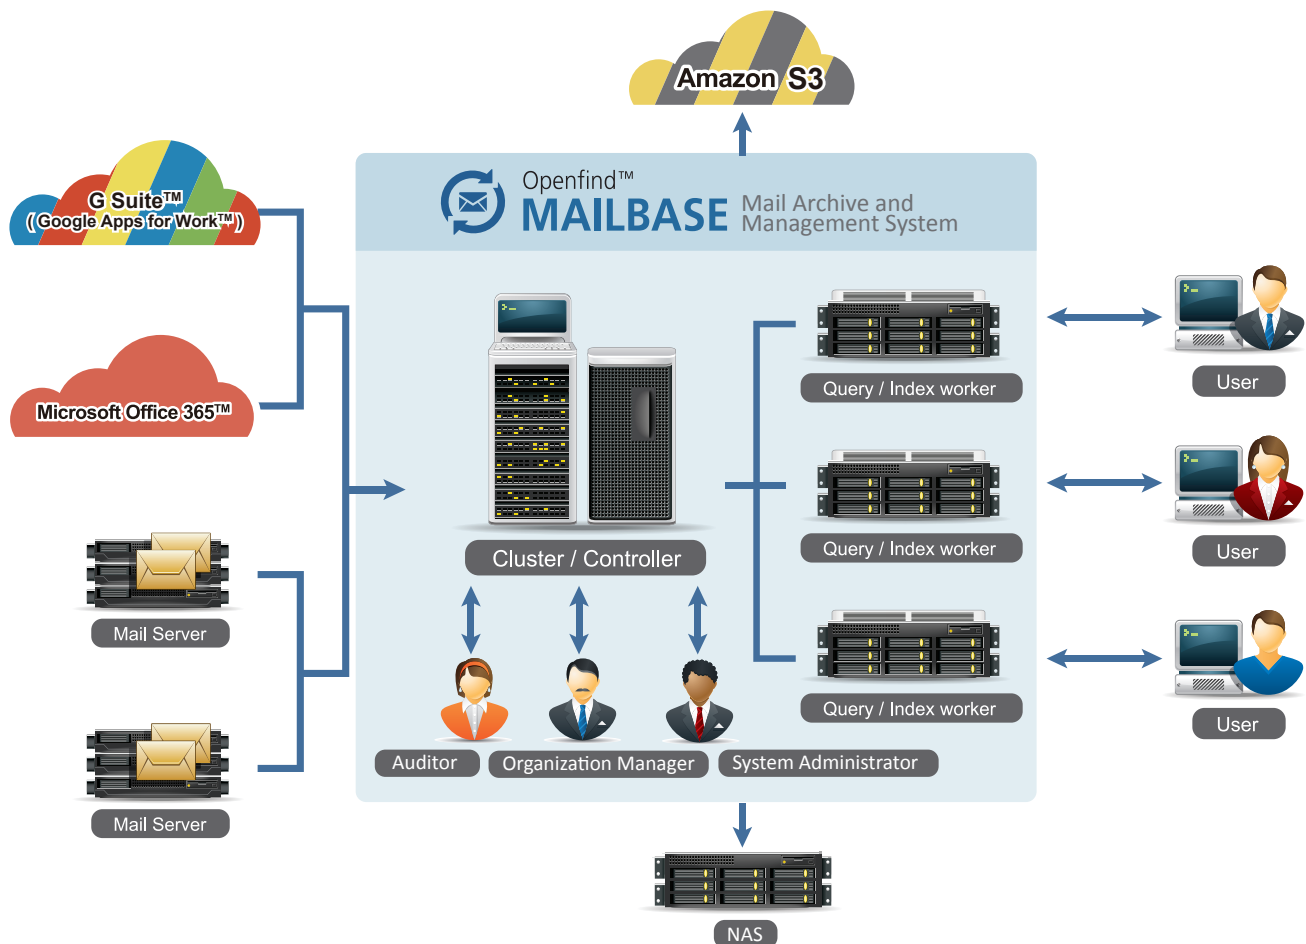 Amazon S3
G Suite™
( Google Apps for Work™ )
Openfind™
MAILBASE
Mail Archive and
Management System
Microsoft Office 365™
Query / Index worker
User
Cluster / Controller
Query / Index worker
User
Mail Server
Query / Index worker
User
Auditor
Organization Manager
System Administrator
Mail Server
NAS